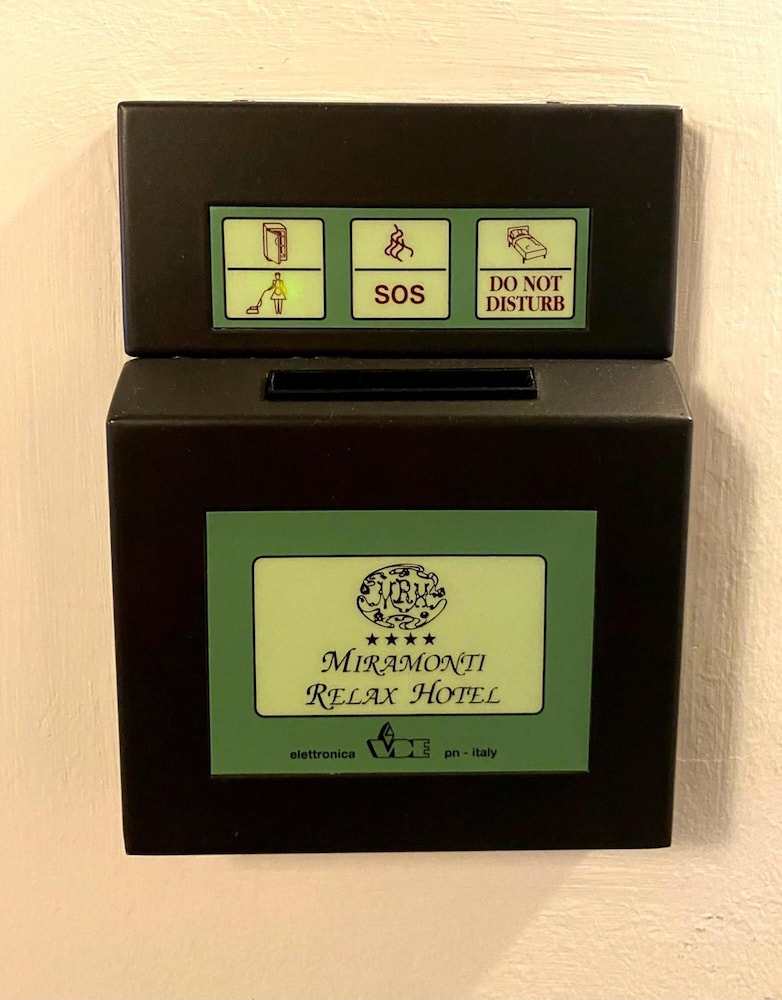 SOS
DO NOT
DISTURB
MRH
★★★★
MIRAMONTI
RELAX HOTEL
elettronica VDE pn - italy